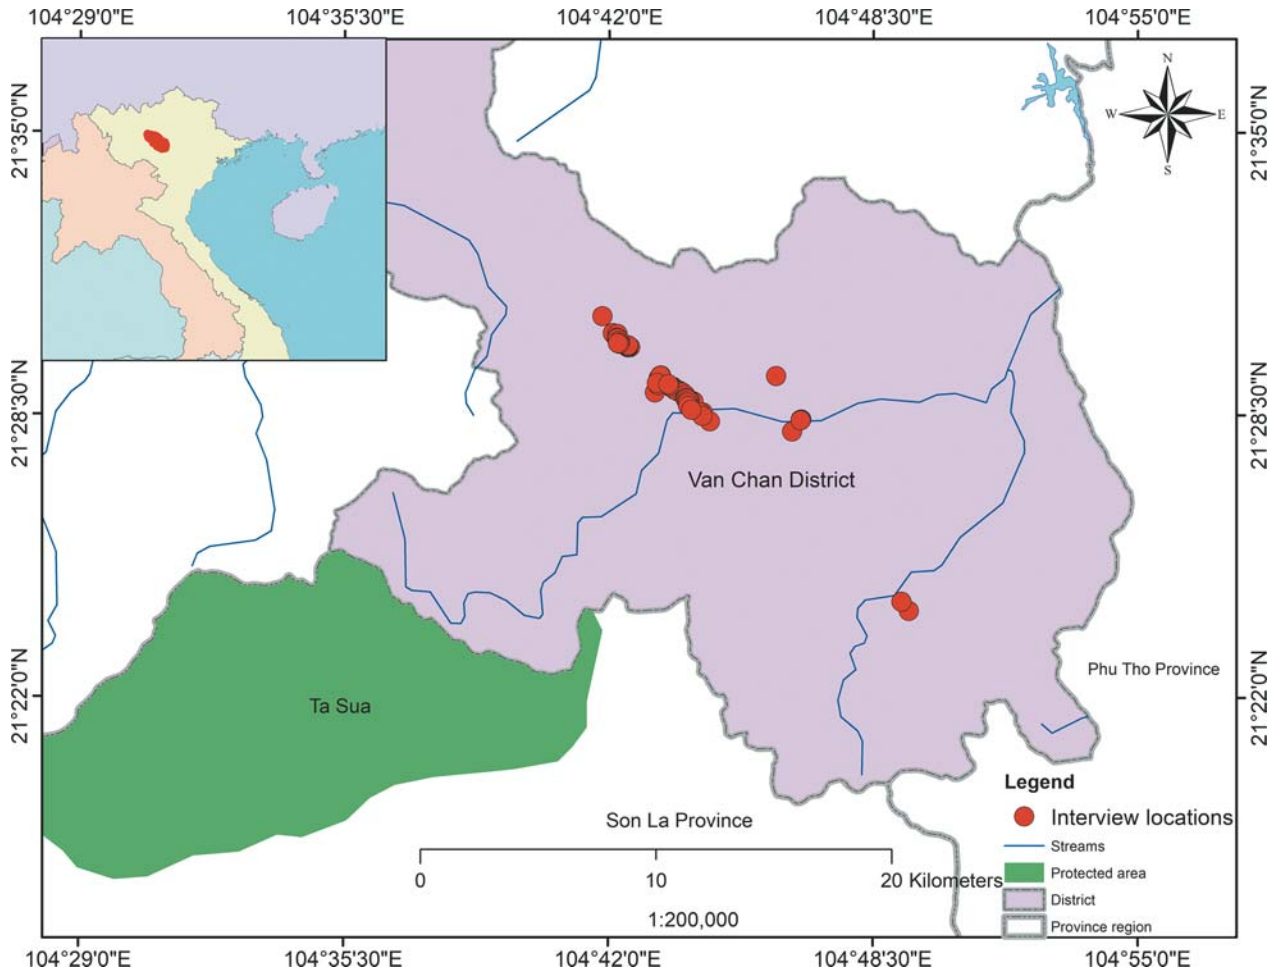 104°29'0"E 104°35'30"E 104°42'0"E 104°48'30"E 104°55'0"E
N
W E
S
21°35'0"N 21°35'0"N
21°28'30"N 21°28'30"N
Van Chan District
Phu Tho Province
21°22'0"N 21°22'0"N
Ta Sua
Son La Province
Legend
Interview locations
Streams
Protected area
District
Province region
0 10 20 Kilometers
1:200,000
104°29'0"E 104°35'30"E 104°42'0"E 104°48'30"E 104°55'0"E